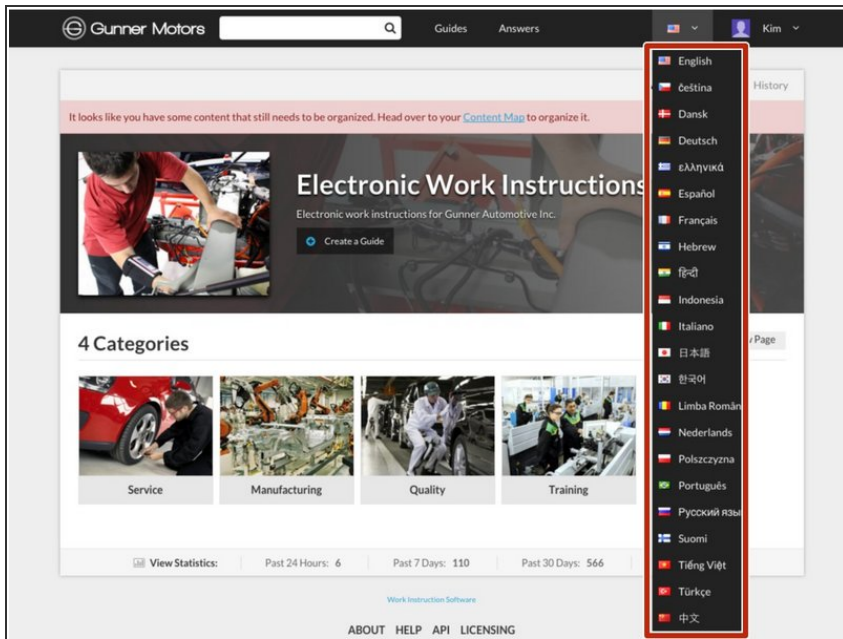 Gunner Motors
Guides
Answers
Kim
English
čeština
Dansk
Deutsch
ελληνικά
Español
Français
Hebrew
हिन्दी
Indonesia
Italiano
日本語
한국어
Limba Român
Nederlands
Polszczyzna
Português
Русский язы
Suomi
Tiếng Việt
Türkçe
中文
History
It looks like you have some content that still needs to be organized. Head over to your Content Map to organize it.
Electronic Work Instructions
Electronic work instructions for Gunner Automotive Inc.
Create a Guide
4 Categories
Page
Service
Manufacturing
Quality
Training
View Statistics:
Past 24 Hours: 6
Past 7 Days: 110
Past 30 Days: 566
Work Instruction Software
ABOUT HELP API LICENSING